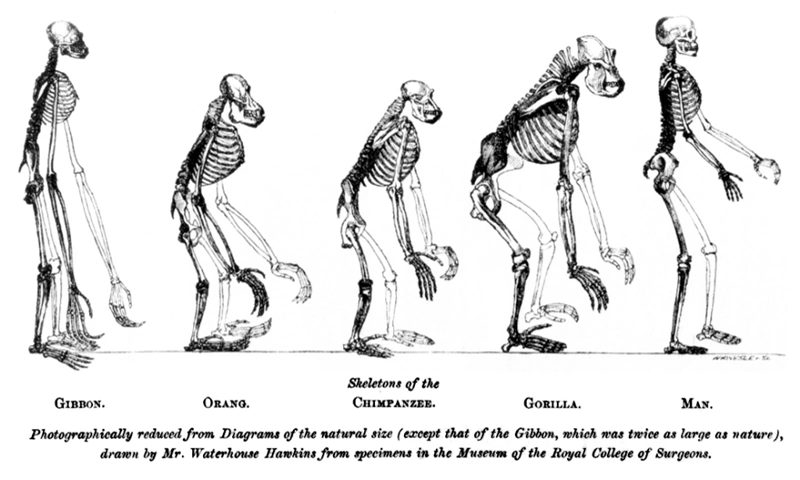 Skeletons of the
GIBBON. ORANG. CHIMPANZEE. GORILLA. MAN.
Photographically reduced from Diagrams of the natural size (except that of the Gibbon, which was twice as large as nature),
drawn by Mr. Waterhouse Hawkins from specimens in the Museum of the Royal College of Surgeons.